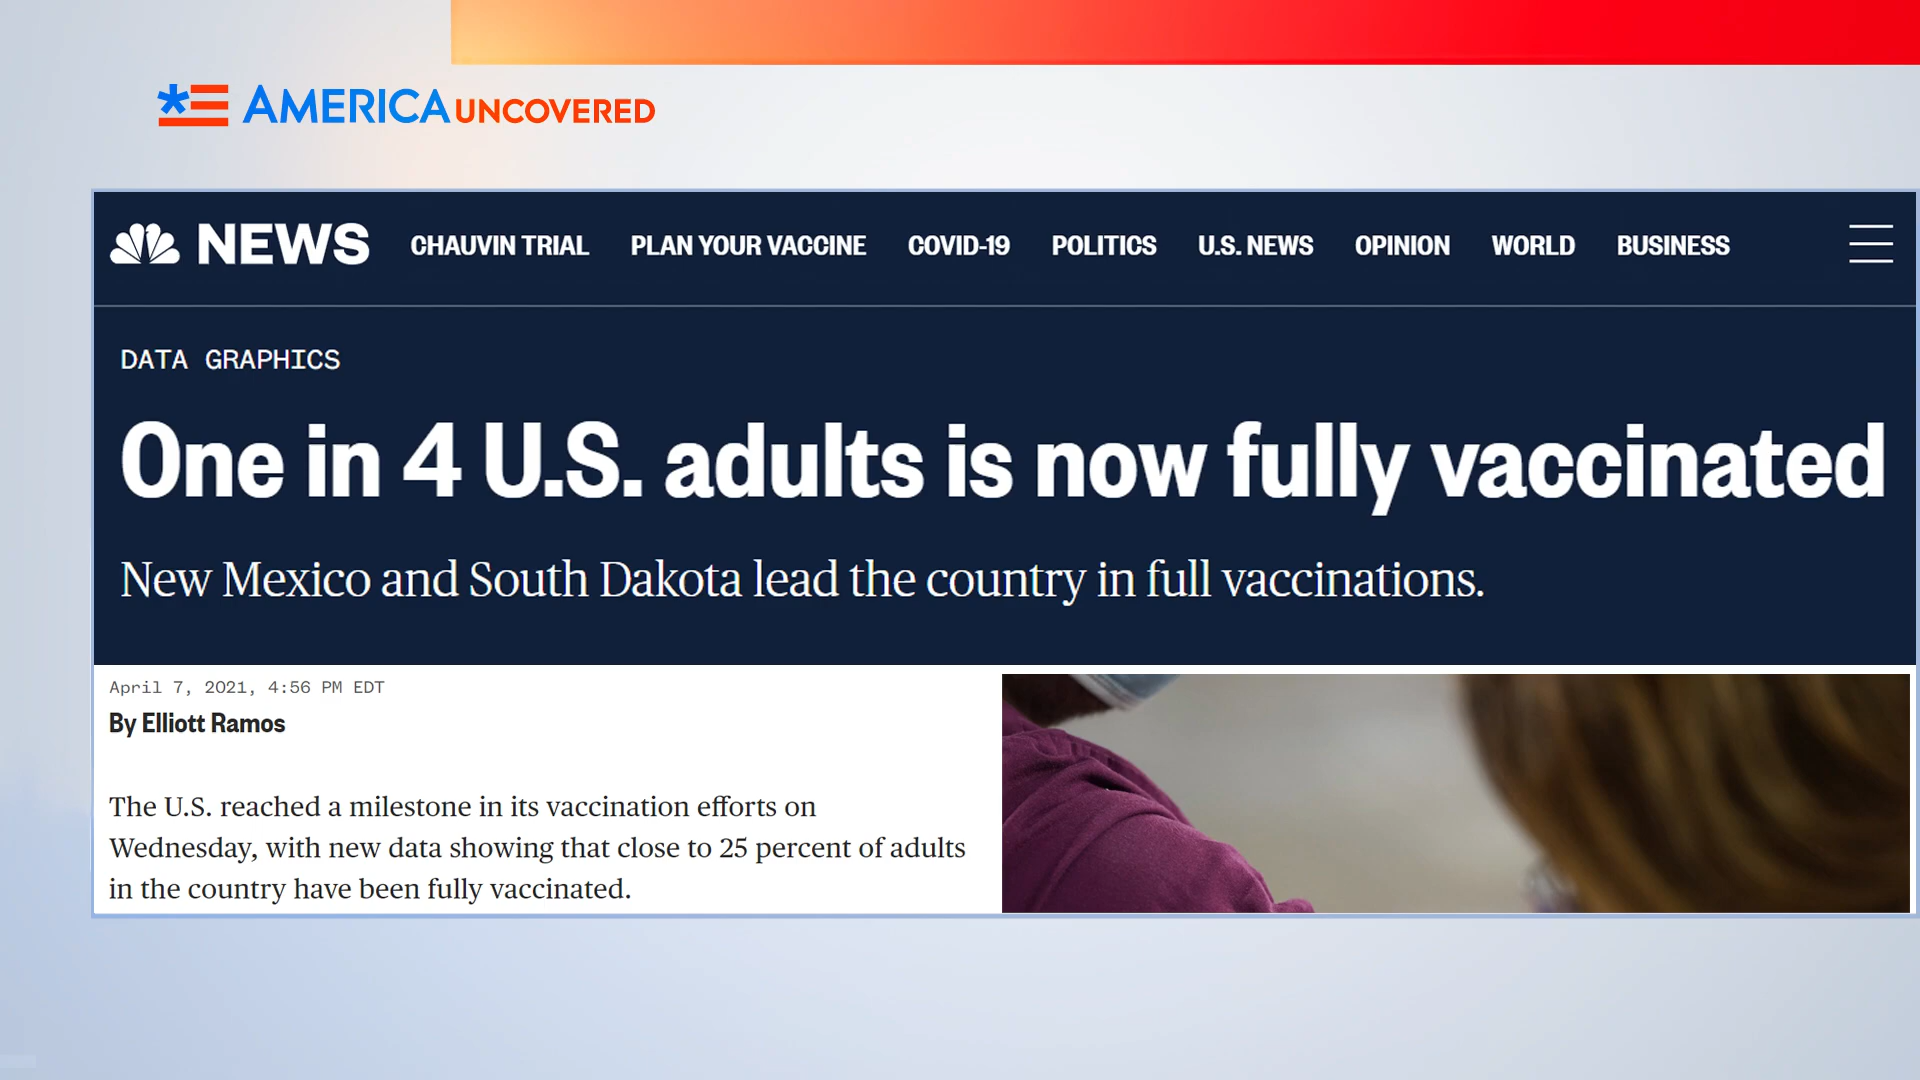 AMERICA UNCOVERED
NEWS CHAUVIN TRIAL PLAN YOUR VACCINE COVID-19 POLITICS U.S. NEWS OPINION WORLD BUSINESS
DATA GRAPHICS
One in 4 U.S. adults is now fully vaccinated
New Mexico and South Dakota lead the country in full vaccinations.
April 7, 2021, 4:56 PM EDT
By Elliott Ramos
The U.S. reached a milestone in its vaccination efforts on
Wednesday, with new data showing that close to 25 percent of adults
in the country have been fully vaccinated.